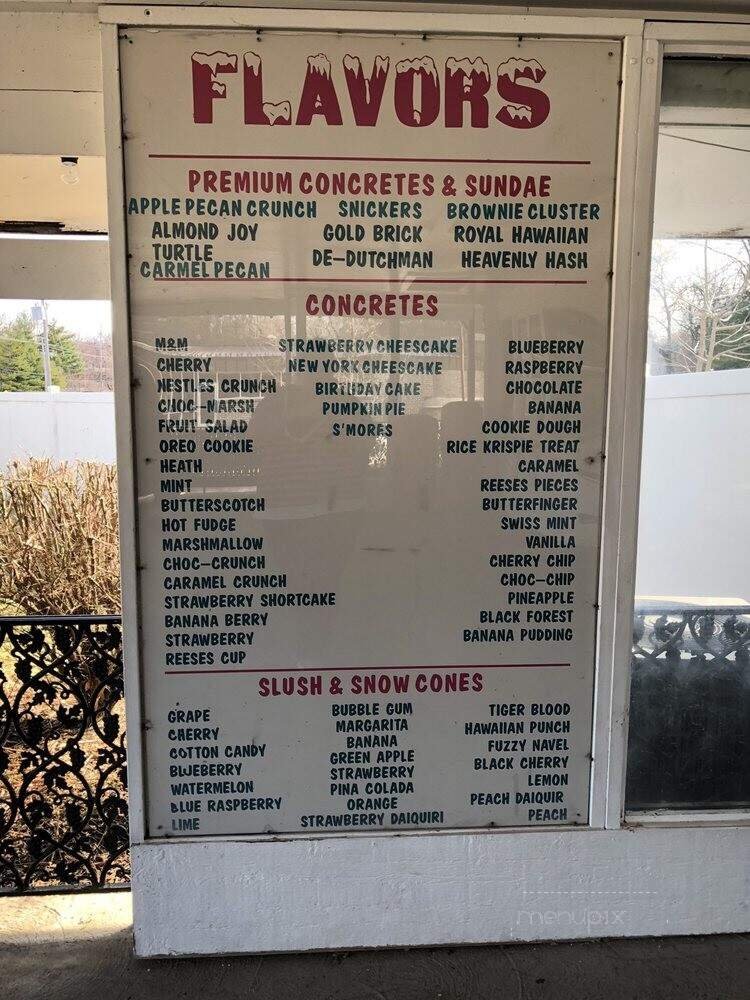 FLAVORS
PREMIUM CONCRETES & SUNDAE
APPLE PECAN CRUNCH SNICKERS BROWNIE CLUSTER
ALMOND JOY GOLD BRICK ROYAL HAWAIIAN
TURTLE DE-DUTCHMAN HEAVENLY HASH
CARMEL PECAN
CONCRETES
M&M
CHERRY
NESTLES CRUNCH
CHOC-MARSH
FRUIT SALAD
OREO COOKIE
HEATH
MINT
BUTTERSCOTCH
HOT FUDGE
MARSHMALLOW
CHOC-CRUNCH
CARAMEL CRUNCH
STRAWBERRY SHORTCAKE
BANANA BERRY
STRAWBERRY
REESES CUP
STRAWBERRY CHEESCAKE
NEW YORK CHEESCAKE
BIRTHDAY CAKE
PUMPKIN PIE
S'MORES
BLUEBERRY
RASPBERRY
CHOCOLATE
BANANA
COOKIE DOUGH
RICE KRISPIE TREAT
CARAMEL
REESES PIECES
BUTTERFINGER
SWISS MINT
VANILLA
CHERRY CHIP
CHOC-CHIP
PINEAPPLE
BLACK FOREST
BANANA PUDDING
SLUSH & SNOW CONES
GRAPE
CHERRY
COTTON CANDY
BLUEBERRY
WATERMELON
BLUE RASPBERRY
LIME
BUBBLE GUM
MARGARITA
BANANA
GREEN APPLE
STRAWBERRY
PINA COLADA
ORANGE
STRAWBERRY DAIQUIRI
TIGER BLOOD
HAWAIIAN PUNCH
FUZZY NAVEL
BLACK CHERRY
LEMON
PEACH DAIQUIR
PEACH
menupix